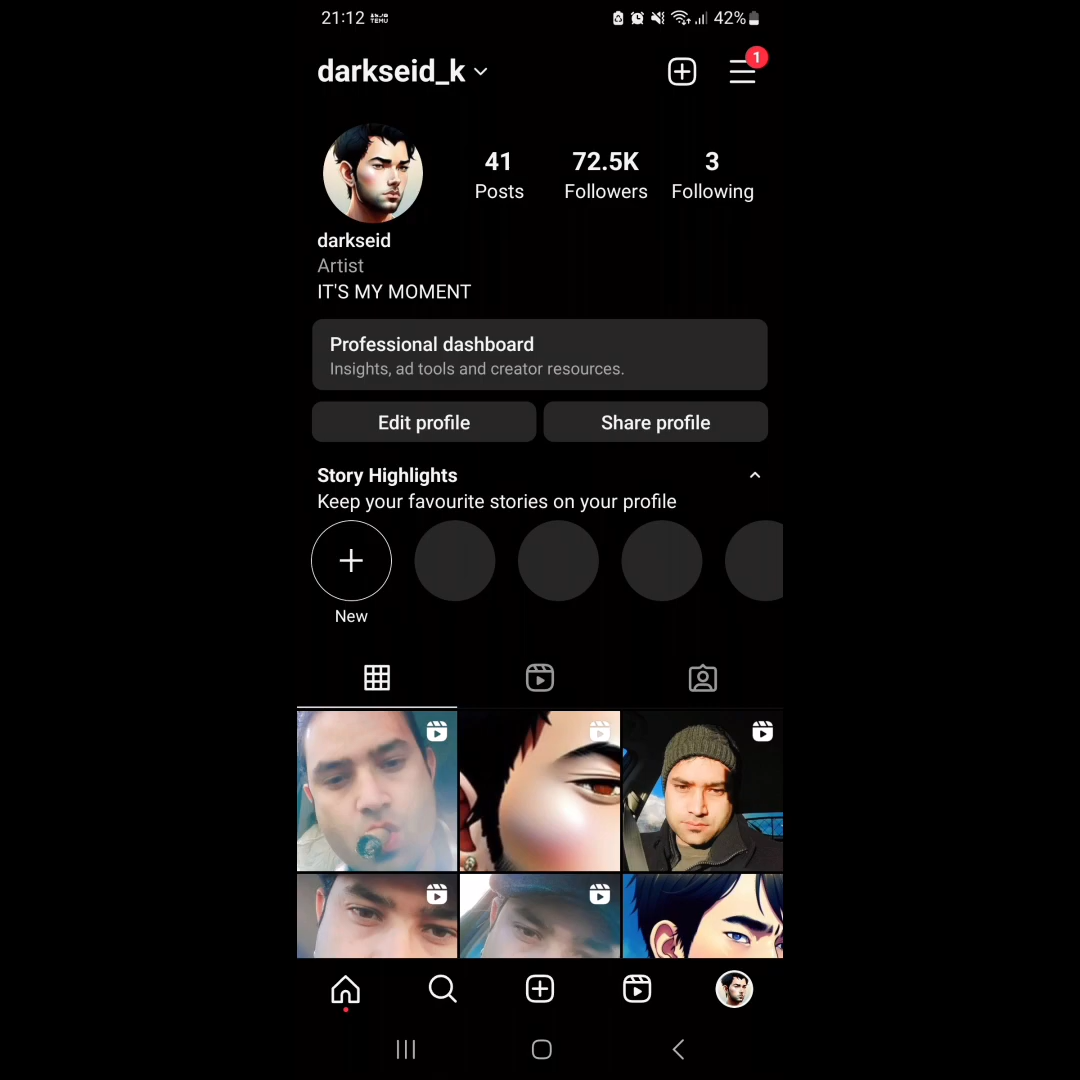 21:12 TEMU 42%
darkseid_k 1
41 72.5K 3
Posts Followers Following
darkseid
Artist
IT'S MY MOMENT
Professional dashboard
Insights, ad tools and creator resources.
Edit profile Share profile
Story Highlights
Keep your favourite stories on your profile
New